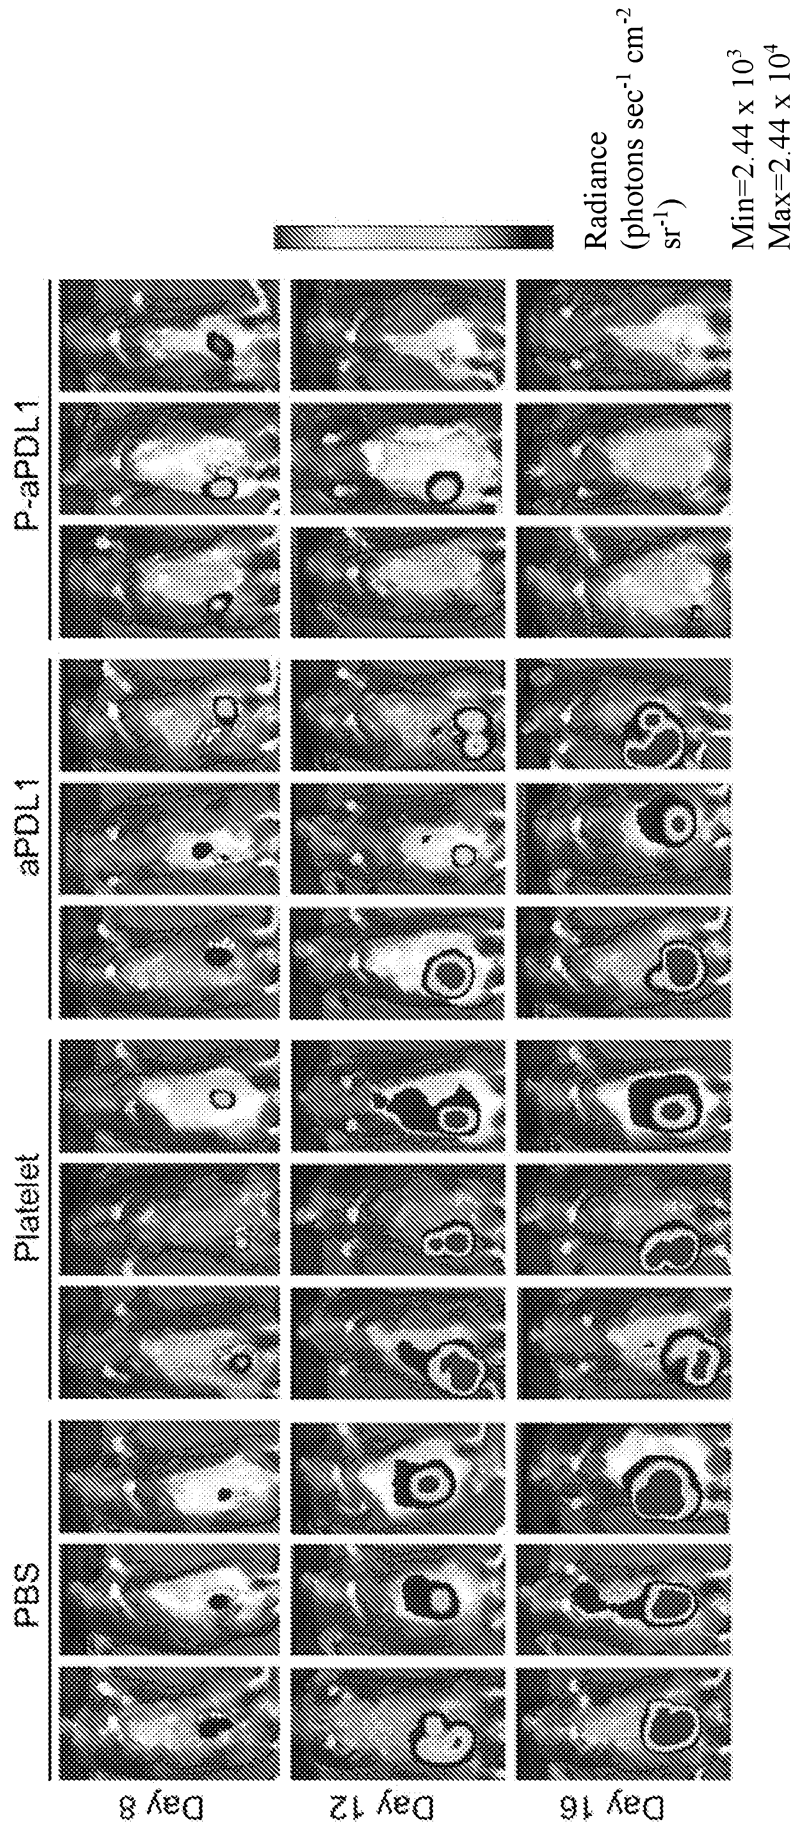 PBS
Platelet
aPDL1
P-aPDL1
Day 8
Day 12
Day 16
Radiance
(photons sec⁻¹ cm⁻²
sr⁻¹)
Min=2.44 x 10³
Max=2.44 x 10⁴